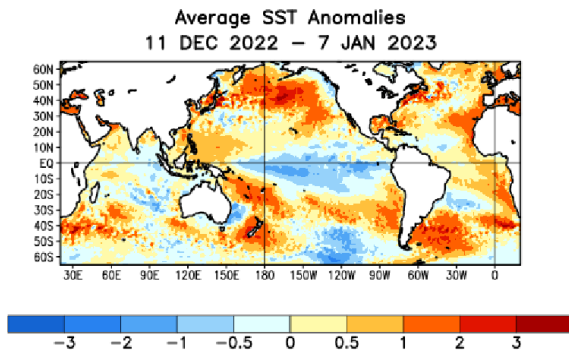 Average SST Anomalies
11 DEC 2022 – 7 JAN 2023
60N
50N
40N
30N
20N
10N
EQ
10S
20S
30S
40S
50S
60S
30E 60E 90E 120E 150E 180 150W 120W 90W 60W 30W 0
-3 -2 -1 -0.5 0 0.5 1 2 3